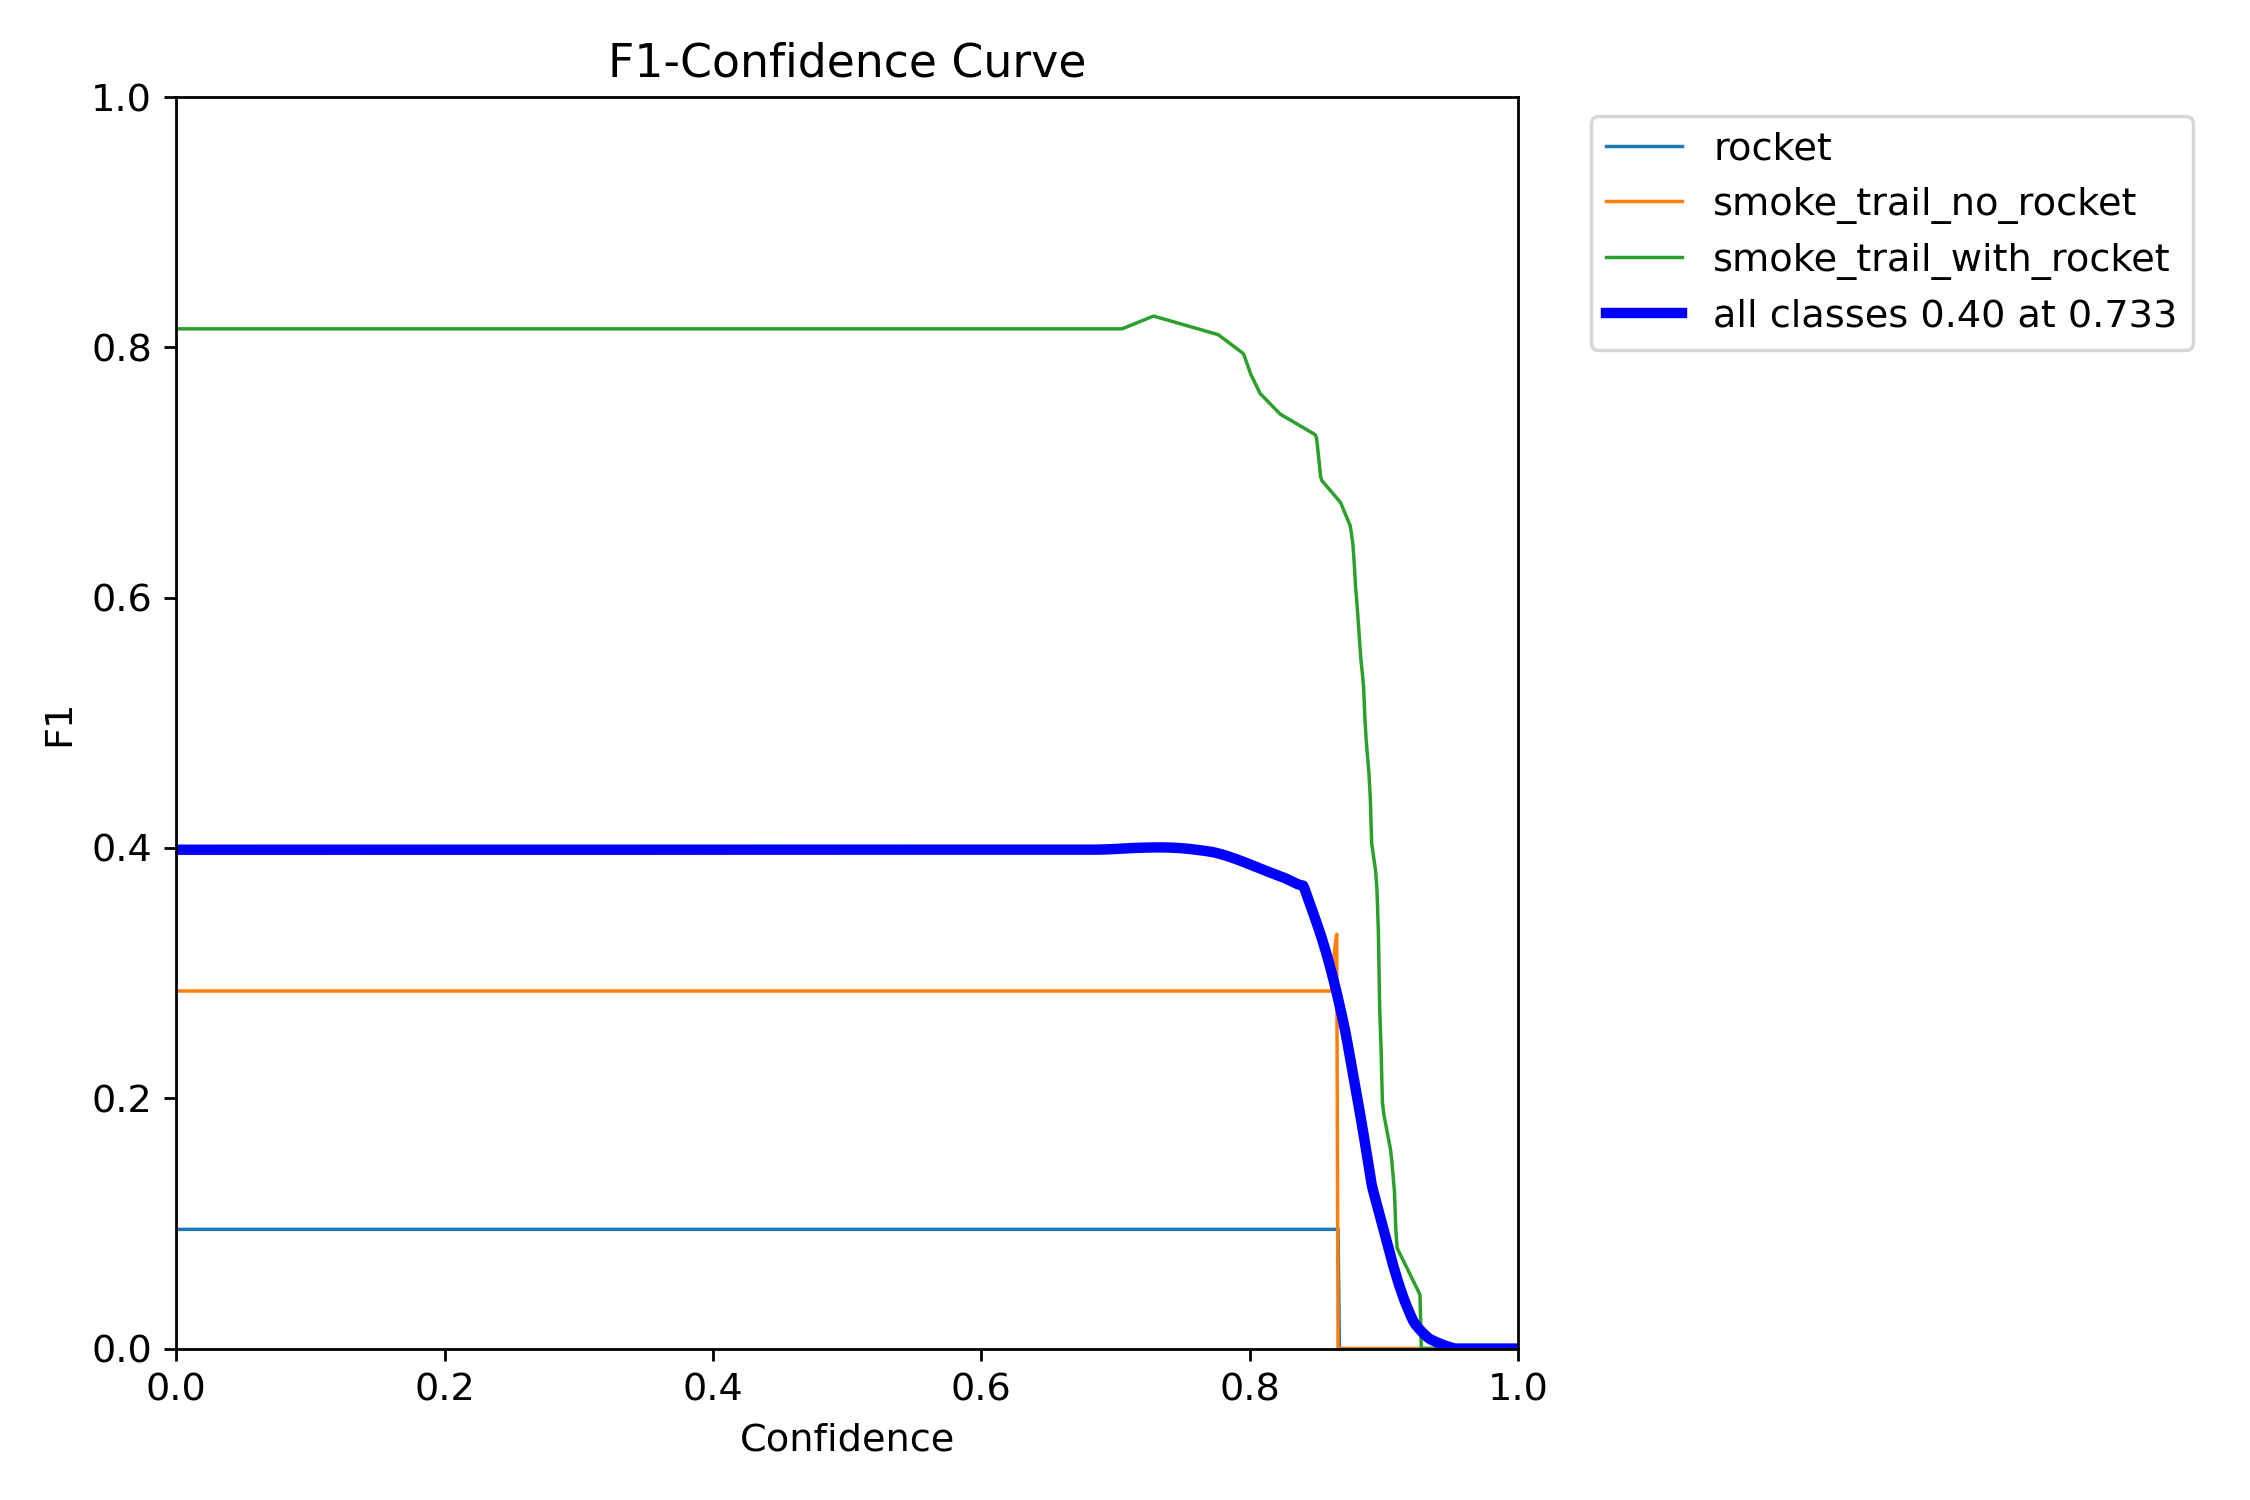 F1-Confidence Curve
1.0
0.8
0.6
0.4
0.2
0.0
F1
0.0 0.2 0.4 0.6 0.8 1.0
Confidence
rocket
smoke_trail_no_rocket
smoke_trail_with_rocket
all classes 0.40 at 0.733